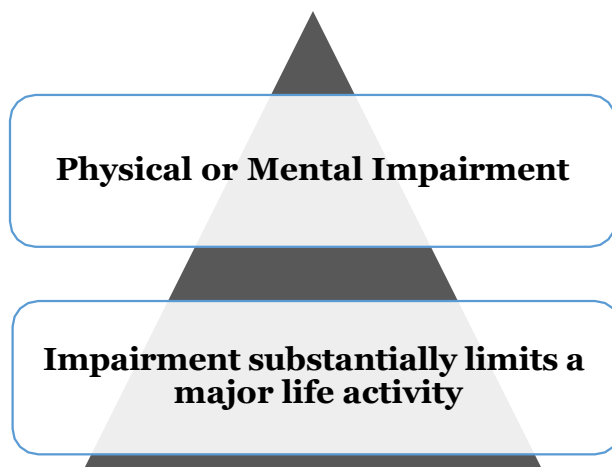 Physical or Mental Impairment
Impairment substantially limits a
major life activity